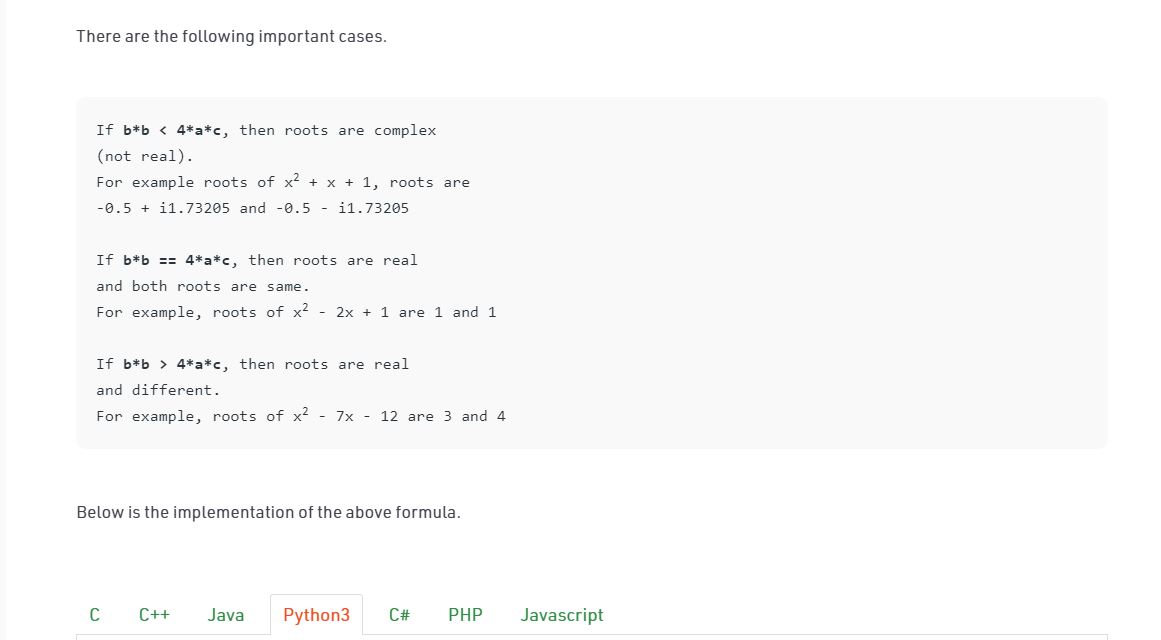 There are the following important cases.
If b*b < 4*a*c, then roots are complex
(not real).
For example roots of x² + x + 1, roots are
-0.5 + i1.73205 and -0.5 - i1.73205
If b*b == 4*a*c, then roots are real
and both roots are same.
For example, roots of x² - 2x + 1 are 1 and 1
If b*b > 4*a*c, then roots are real
and different.
For example, roots of x² - 7x - 12 are 3 and 4
Below is the implementation of the above formula.
C C++ Java Python3 C# PHP Javascript